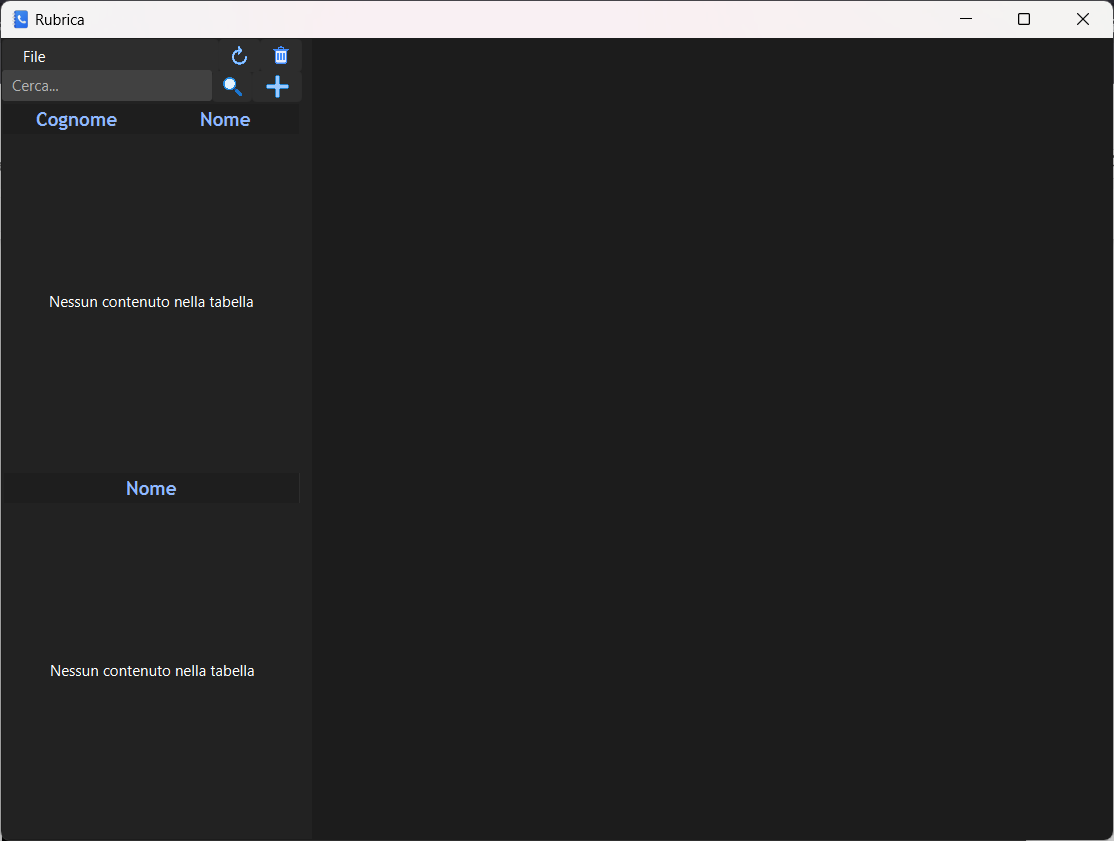 Rubrica
File
Cerca...
Cognome Nome
Nessun contenuto nella tabella
Nome
Nessun contenuto nella tabella